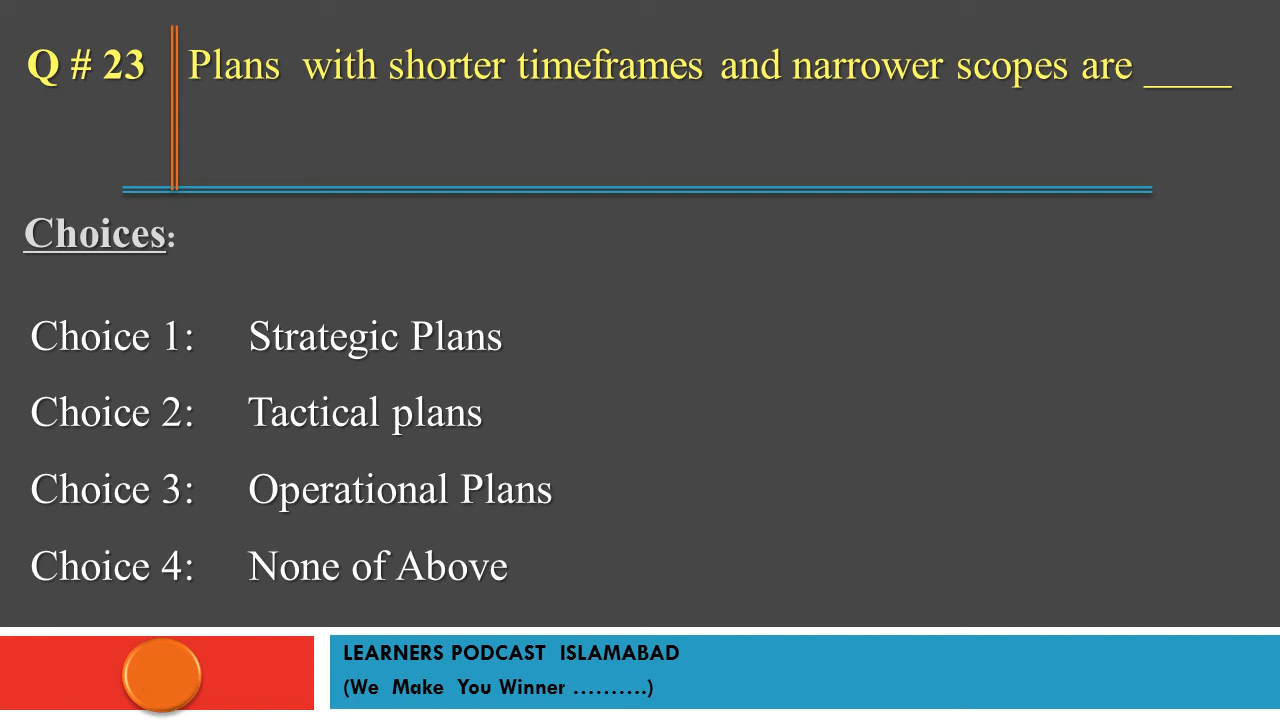 Q # 23 Plans with shorter timeframes and narrower scopes are ____
Choices:
Choice 1: Strategic Plans
Choice 2: Tactical plans
Choice 3: Operational Plans
Choice 4: None of Above
LEARNERS PODCAST ISLAMABAD
(We Make You Winner ……….)